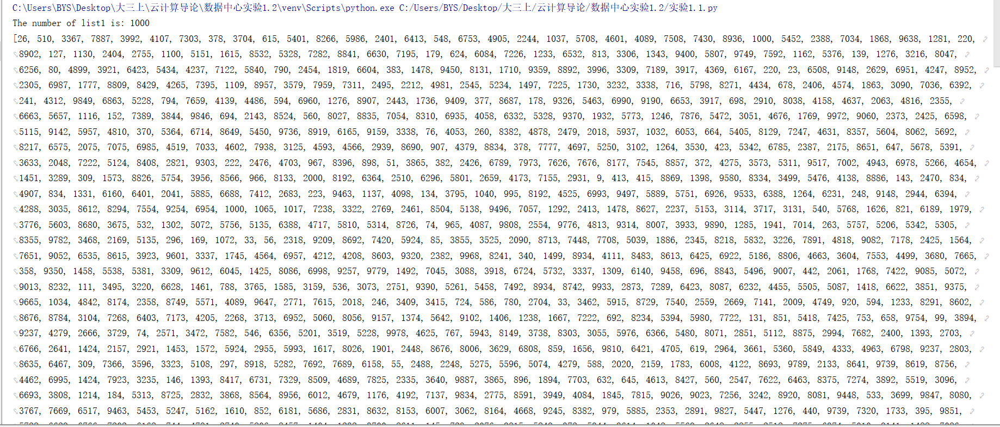 C:\Users\BYS\Desktop\大三上\云计算导论\数据中心实验1.2\venv\Scripts\python.exe C:/Users/BYS/Desktop/大三上/云计算导论/数据中心实验1.2/实验1.1.py
The number of list1 is: 1000
[26, 510, 3367, 7887, 3992, 4107, 7303, 378, 3704, 615, 5401, 8266, 5986, 2401, 6413, 548, 6753, 4905, 2244, 1037, 5708, 4601, 4089, 7508, 7430, 8936, 1000, 5452, 2388, 7034, 1868, 9638, 1281, 220,
8902, 127, 1130, 2404, 2755, 1100, 5151, 1615, 8532, 5328, 7282, 8841, 6630, 7195, 179, 624, 6084, 7226, 1233, 6532, 813, 3306, 1343, 9400, 5807, 9749, 7592, 1162, 5376, 139, 1276, 3216, 8047,
6256, 80, 4899, 3921, 6423, 5434, 4237, 7122, 5840, 790, 2454, 1819, 6604, 383, 1478, 9450, 8131, 1710, 9359, 8892, 3996, 3309, 7189, 3917, 4369, 6167, 220, 23, 6508, 9148, 2629, 6951, 4247, 8952,
2305, 6987, 1777, 8809, 8429, 4265, 7395, 1109, 8957, 3579, 7959, 7311, 2495, 2212, 4981, 2545, 5234, 1497, 7225, 1730, 3232, 3338, 716, 5798, 8271, 4434, 678, 2406, 4574, 1863, 3090, 7036, 6392,
241, 4312, 9849, 6863, 5228, 794, 7659, 4139, 4486, 594, 6960, 1276, 8907, 2443, 1736, 9409, 377, 8687, 178, 9326, 5463, 6990, 9190, 6653, 3917, 698, 2910, 8038, 4158, 4637, 2063, 4816, 2355,
6663, 5657, 1116, 152, 7389, 3844, 9846, 694, 2143, 8524, 560, 8027, 8835, 7054, 8310, 6935, 4058, 6332, 5328, 9370, 1932, 5773, 1246, 7876, 5472, 3051, 4676, 1769, 9972, 9060, 2373, 2425, 6598,
5115, 9142, 5957, 4810, 370, 5364, 6714, 8649, 5450, 9736, 8919, 6165, 9159, 3338, 76, 4053, 260, 8382, 4878, 2479, 2018, 5937, 1032, 6053, 664, 5405, 8129, 7247, 4631, 8357, 5604, 8062, 5692,
8217, 6575, 2075, 7075, 6985, 4519, 7033, 4602, 7938, 3125, 4593, 4566, 2939, 8690, 907, 4379, 8834, 378, 7777, 4697, 5250, 3102, 1264, 3530, 423, 5342, 6785, 2387, 2175, 8651, 647, 5678, 5391,
3633, 2048, 7222, 5124, 8408, 2821, 9303, 222, 2476, 4703, 967, 8396, 898, 51, 3865, 382, 2426, 6789, 7973, 7626, 7676, 8177, 7545, 8857, 372, 4275, 3573, 5311, 9517, 7002, 4943, 6978, 5266, 4654,
1451, 3289, 309, 1573, 8826, 5754, 3956, 8566, 966, 8133, 2000, 8192, 6364, 2510, 6296, 5801, 2659, 4173, 7155, 2931, 9, 413, 415, 8869, 1398, 9580, 8334, 3499, 5476, 4138, 8886, 143, 2470, 834,
4907, 834, 1331, 6160, 6401, 2041, 5885, 6688, 7412, 2683, 223, 9463, 1137, 4098, 134, 3795, 1040, 995, 8192, 4525, 6993, 9497, 5889, 5751, 6926, 9533, 6388, 1264, 6231, 248, 9148, 2944, 6394,
4288, 3035, 8612, 8294, 7554, 9254, 6954, 1000, 1065, 1017, 7238, 3322, 2769, 2461, 8504, 5138, 9496, 7057, 1292, 2413, 1478, 8627, 2237, 5153, 3114, 3717, 3131, 540, 5768, 1626, 821, 6189, 1979,
3776, 5603, 8680, 3675, 532, 1302, 5072, 5756, 5135, 6388, 4717, 5810, 5314, 8726, 74, 965, 4087, 9808, 2554, 9776, 4813, 9314, 8007, 3933, 9890, 1285, 1941, 7014, 263, 5757, 5206, 5342, 5305,
8355, 9782, 3468, 2169, 5135, 296, 169, 1072, 33, 56, 2318, 9209, 8692, 7420, 5924, 85, 3855, 3525, 2090, 8713, 7448, 7708, 5039, 1886, 2345, 8218, 5832, 3226, 7891, 4818, 9082, 7178, 2425, 1564,
7651, 9052, 6535, 8615, 3923, 9601, 3337, 1745, 4564, 6957, 4212, 4208, 8603, 9320, 2382, 9968, 8241, 340, 1499, 8934, 4111, 8483, 8613, 6425, 6922, 5186, 8806, 4663, 3604, 7553, 4499, 3680, 7665,
358, 9350, 1458, 5538, 5381, 3309, 9612, 6045, 1425, 8086, 6998, 9257, 9779, 1492, 7045, 3088, 3918, 6724, 5732, 3337, 1309, 6140, 9458, 696, 8843, 5496, 9007, 442, 2061, 1768, 7422, 9085, 5072,
9013, 8232, 111, 3495, 3220, 6628, 1461, 788, 3765, 1585, 3159, 536, 3073, 2751, 9390, 5261, 5458, 7492, 8934, 8742, 9933, 2873, 7289, 6423, 8087, 6232, 4455, 5505, 5087, 1418, 6622, 3851, 9375,
9665, 1034, 4842, 8174, 2358, 8749, 5571, 4089, 9647, 2771, 7615, 2018, 246, 3409, 3415, 724, 586, 780, 2704, 33, 3462, 5915, 8729, 7540, 2559, 2669, 7141, 2009, 4749, 920, 594, 1233, 8291, 8602,
8676, 8784, 3104, 7268, 6403, 7173, 4205, 2268, 3713, 6952, 5060, 8056, 9157, 1374, 5642, 9102, 1406, 1238, 1667, 7222, 692, 8234, 5394, 5980, 7722, 131, 851, 5418, 7425, 753, 658, 9754, 99, 3894,
9237, 4279, 2666, 3729, 74, 2571, 3472, 7582, 546, 6356, 5201, 3519, 5228, 9978, 4625, 767, 5943, 8149, 3738, 8303, 3055, 5976, 6366, 5480, 8071, 2851, 5112, 8875, 2994, 7682, 2400, 1393, 2703,
6766, 2641, 1424, 2157, 2921, 1453, 1572, 5924, 2955, 5993, 1617, 8026, 1901, 2448, 8676, 8006, 3629, 6808, 859, 1656, 9810, 6421, 4705, 619, 2964, 3661, 5360, 5849, 4333, 4963, 6798, 9237, 2803,
8635, 6467, 309, 7366, 3596, 3323, 5108, 297, 8918, 5282, 7692, 7689, 6158, 55, 2488, 2248, 5275, 5596, 5074, 4279, 588, 2020, 2159, 1783, 6008, 4122, 8693, 9789, 2133, 8641, 9739, 8619, 8756,
4462, 6995, 1424, 7923, 3235, 146, 1393, 8417, 6731, 7329, 8509, 4689, 7825, 2335, 3640, 9887, 3865, 896, 1894, 7703, 632, 645, 4613, 8427, 560, 2547, 7622, 6463, 8375, 7274, 3892, 5519, 3096,
6693, 3808, 1214, 184, 5313, 8725, 2832, 3868, 8564, 8956, 6012, 4679, 1176, 4192, 7137, 9834, 2775, 8591, 3949, 4084, 1845, 7815, 9026, 9023, 7256, 3242, 8920, 8081, 9448, 533, 3699, 9847, 8080,
3767, 7669, 6517, 9463, 5453, 5247, 5162, 1610, 852, 6181, 5686, 2831, 8632, 8153, 6007, 3062, 8164, 4668, 9245, 8382, 979, 5885, 2353, 2891, 9827, 5447, 1276, 440, 9739, 7320, 1733, 395, 9851,